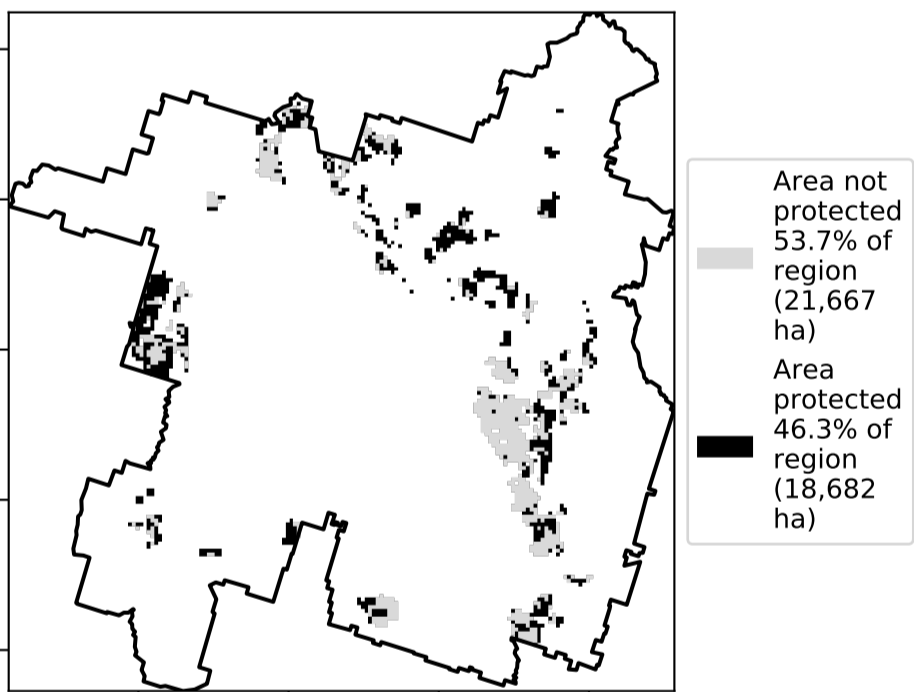 Area not
protected
53.7% of
region
(21,667
ha)
Area
protected
46.3% of
region
(18,682
ha)